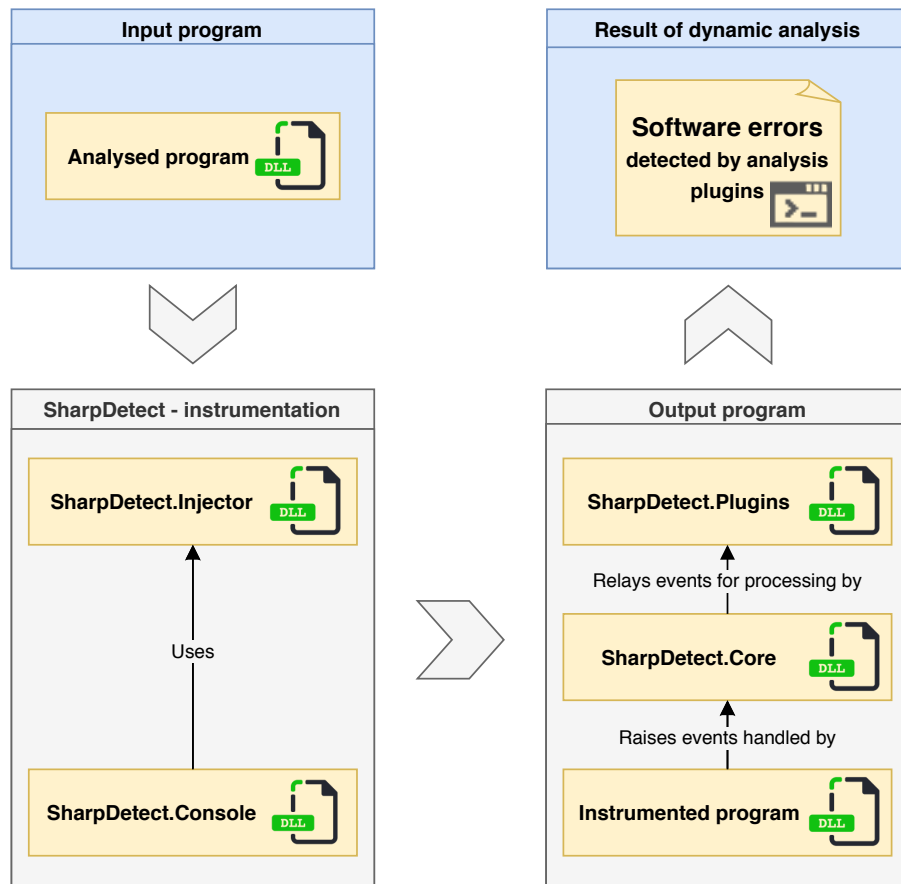 Input program
Analysed program
DLL
Result of dynamic analysis
Software errors
detected by analysis
plugins
SharpDetect - instrumentation
SharpDetect.Injector
DLL
Uses
SharpDetect.Console
DLL
Output program
SharpDetect.Plugins
DLL
Relays events for processing by
SharpDetect.Core
DLL
Raises events handled by
Instrumented program
DLL